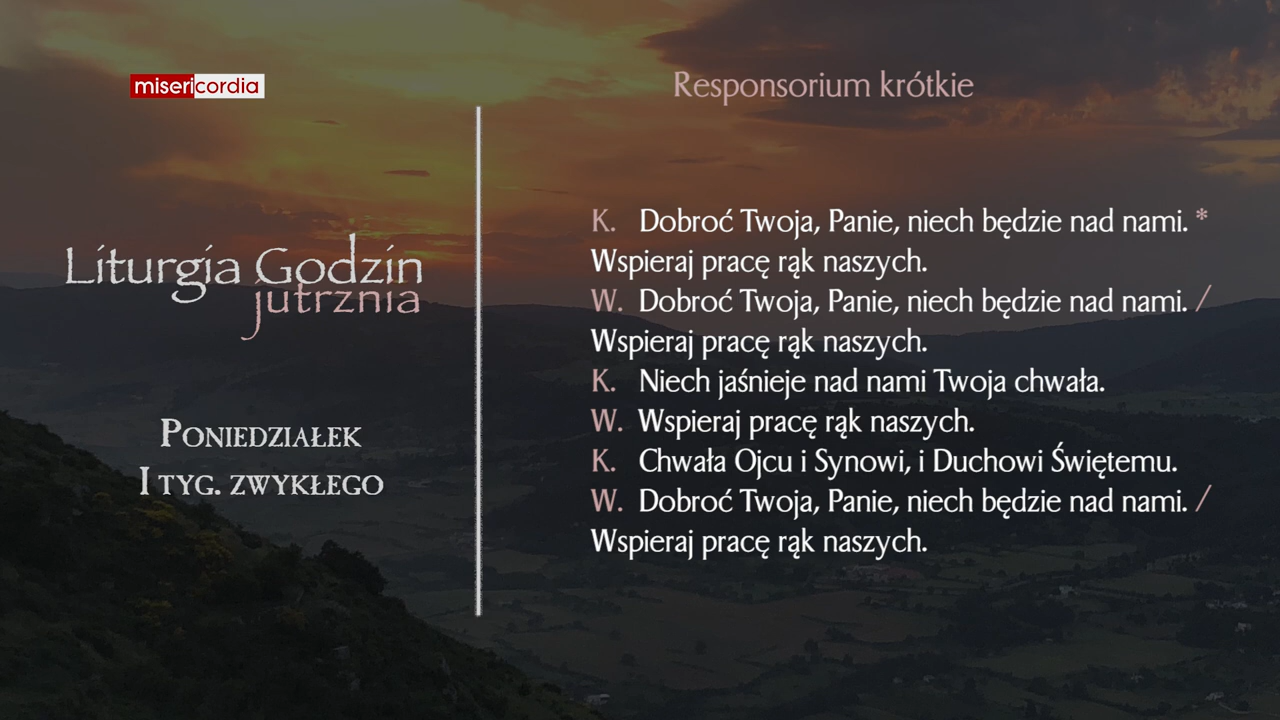 misericordia
Liturgia Godzin
jutrznia
Poniedziałek
I tyg. zwykłego
Responsorium krótkie
K. Dobroć Twoja, Panie, niech będzie nad nami. *
Wspieraj pracę rąk naszych.
W. Dobroć Twoja, Panie, niech będzie nad nami. /
Wspieraj pracę rąk naszych.
K. Niech jaśnieje nad nami Twoja chwała.
W. Wspieraj pracę rąk naszych.
K. Chwała Ojcu i Synowi, i Duchowi Świętemu.
W. Dobroć Twoja, Panie, niech będzie nad nami. /
Wspieraj pracę rąk naszych.